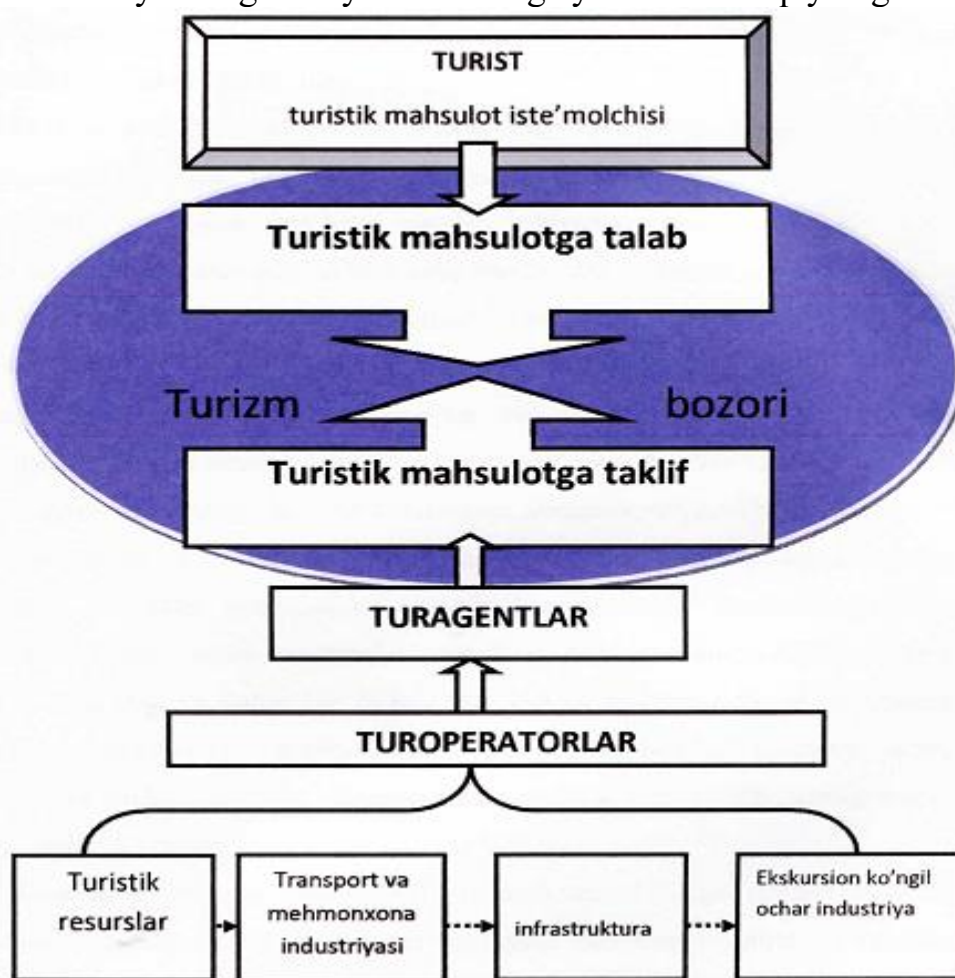 TURIST
turistik mahsulot iste’molchisi
Turistik mahsulotga talab
Turizm bozori
Turistik mahsulotga taklif
TURAGENTLAR
TUROPERATORLAR
Turistik
resurslar
Transport va
mehmonxona
industriyasi
infrastruktura
Ekskursion ko’ngil
ochar industriya